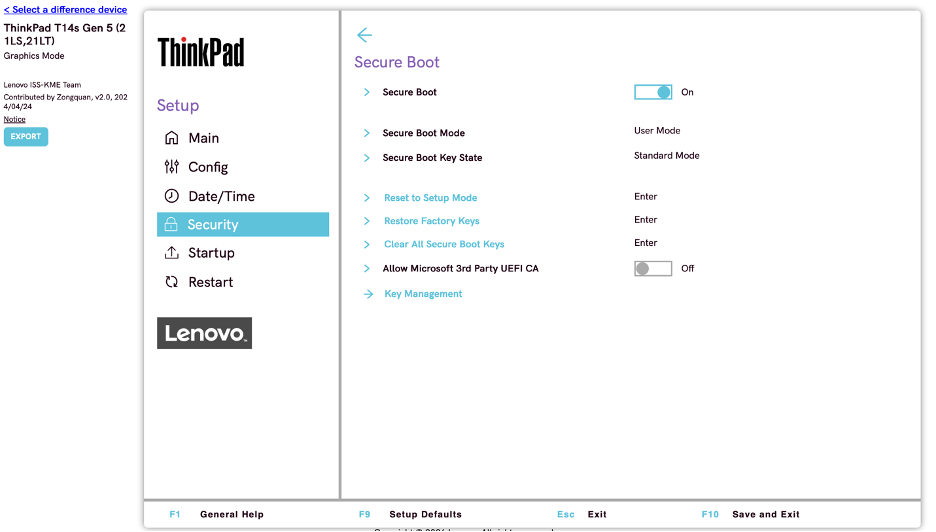 < Select a difference device
ThinkPad T14s Gen 5 (2
1LS,21LT)
Graphics Mode
Lenovo ISS-KME Team
Contributed by Zongquan, v2.0, 202
4/04/24
Notice
EXPORT
ThinkPad
Setup
Main
Config
Date/Time
Security
Startup
Restart
Lenovo
Secure Boot
Secure Boot On
Secure Boot Mode User Mode
Secure Boot Key State Standard Mode
Reset to Setup Mode Enter
Restore Factory Keys Enter
Clear All Secure Boot Keys Enter
Allow Microsoft 3rd Party UEFI CA Off
Key Management
F1 General Help F9 Setup Defaults Esc Exit F10 Save and Exit